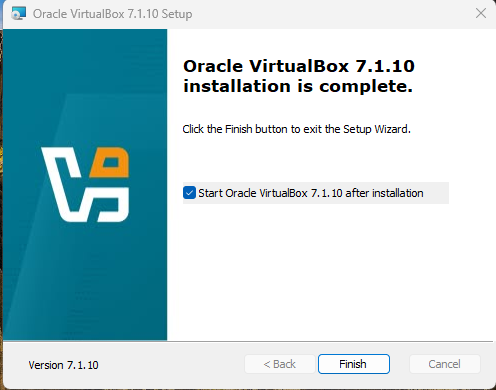 Oracle VirtualBox 7.1.10 Setup
Oracle VirtualBox 7.1.10
installation is complete.
Click the Finish button to exit the Setup Wizard.
Start Oracle VirtualBox 7.1.10 after installation
Version 7.1.10
< Back
Finish
Cancel